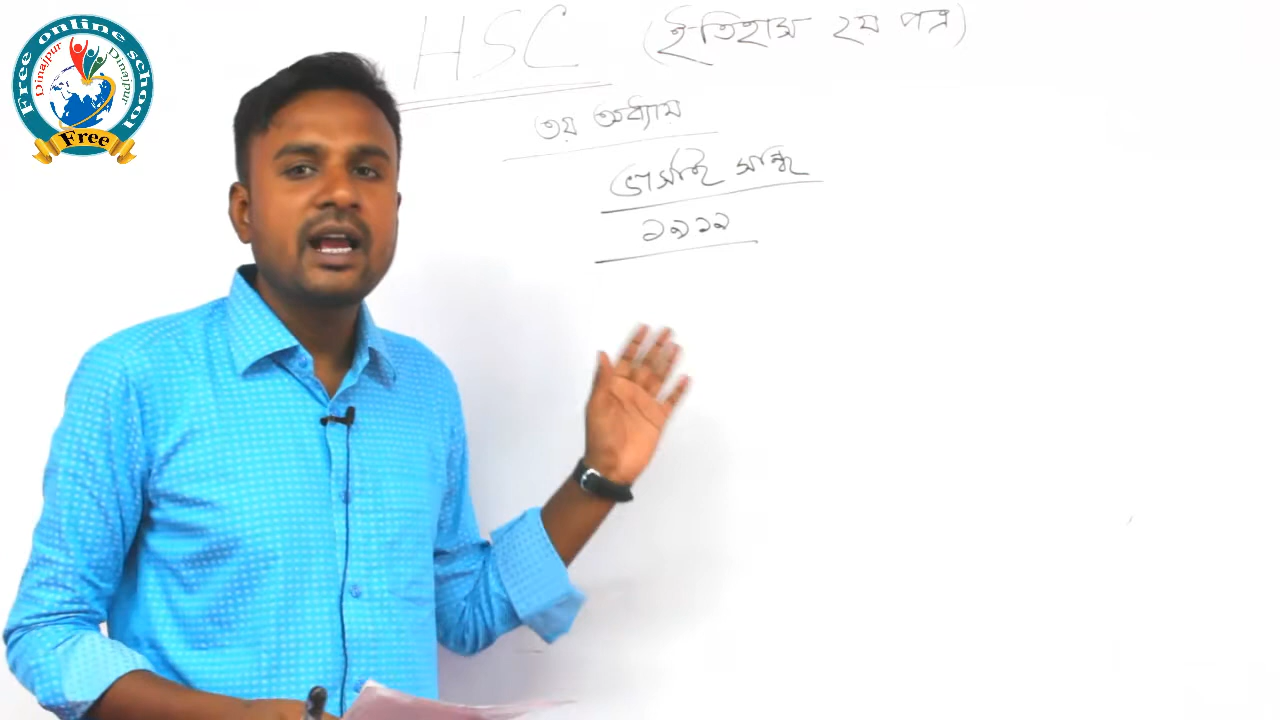 Free online school
Dinajpur
Dinajpur
Free
HSC (ইতিহাস ২য় পত্র)
৩য় অধ্যায়
ভার্সাই সন্ধি
১৯১৯